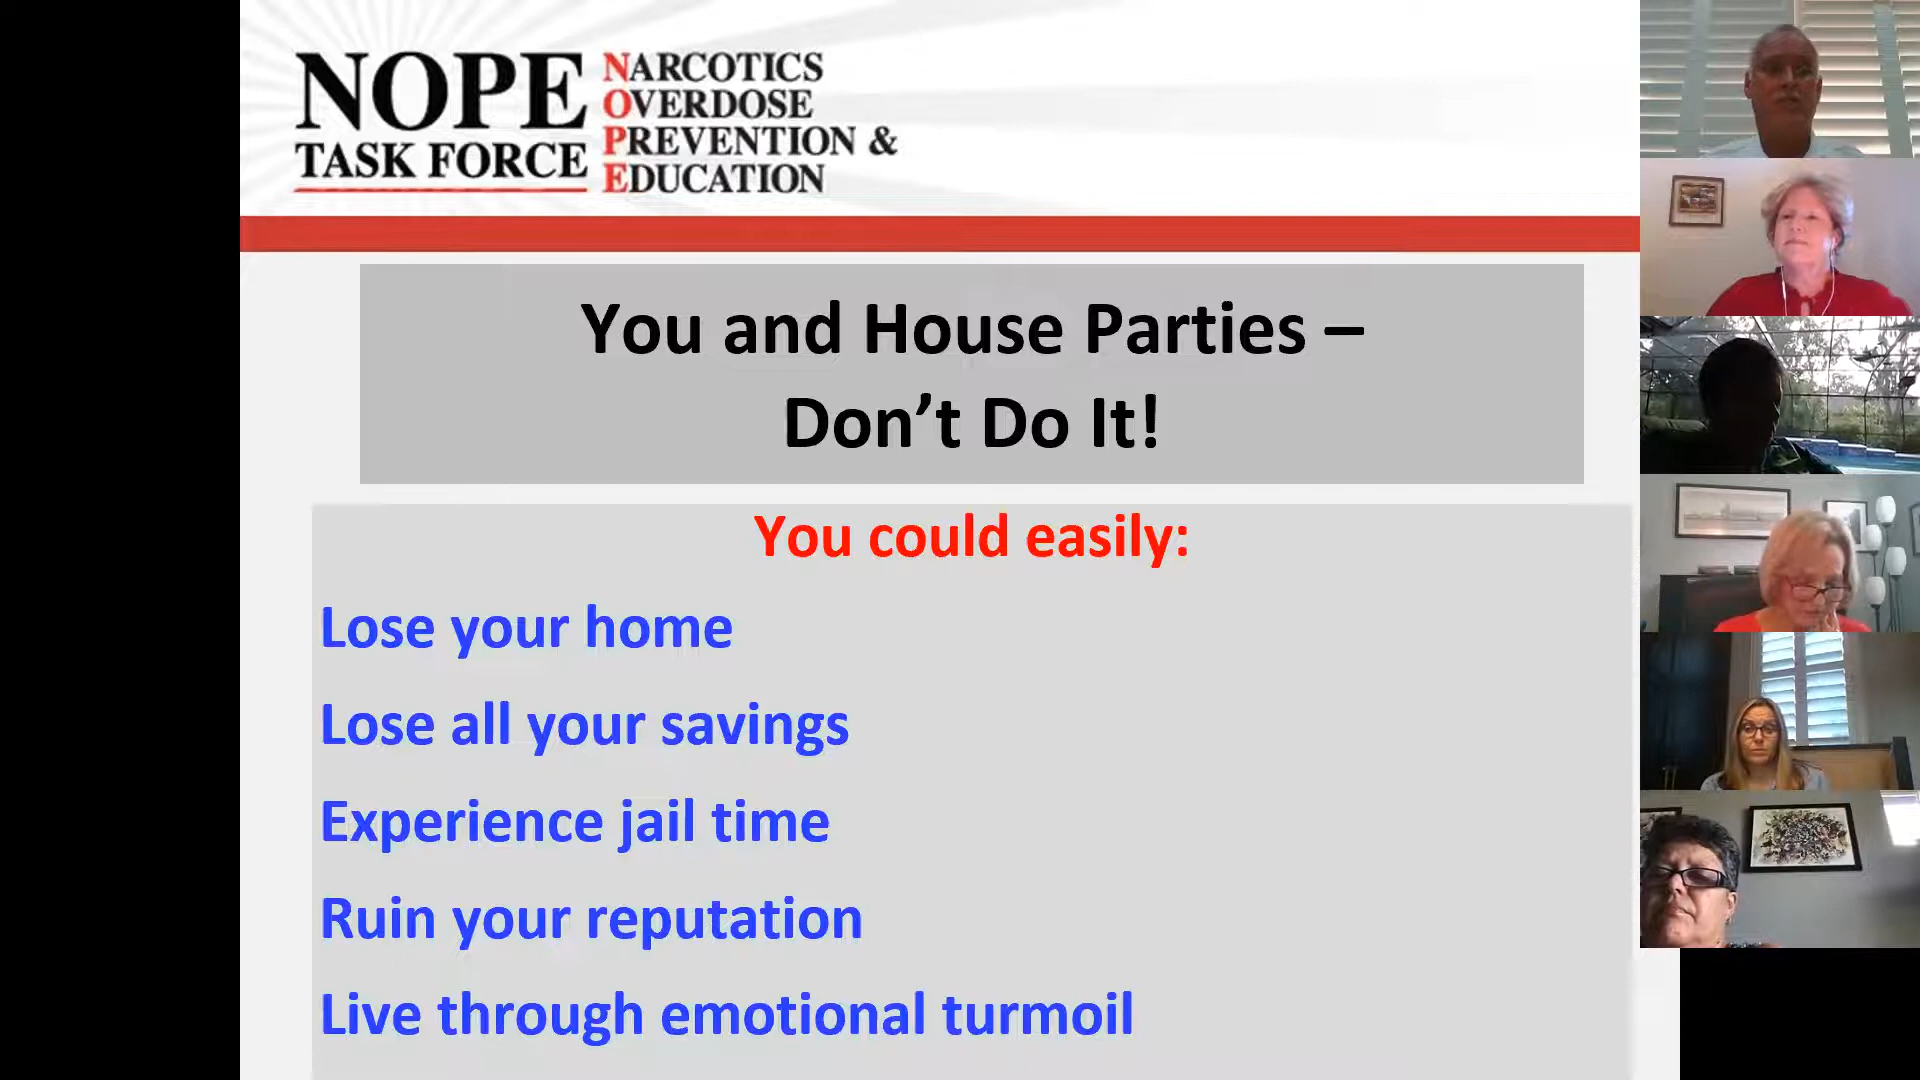 NOPE
TASK FORCE
NARCOTICS
OVERDOSE
PREVENTION &
EDUCATION
You and House Parties –
Don’t Do It!
You could easily:
Lose your home
Lose all your savings
Experience jail time
Ruin your reputation
Live through emotional turmoil